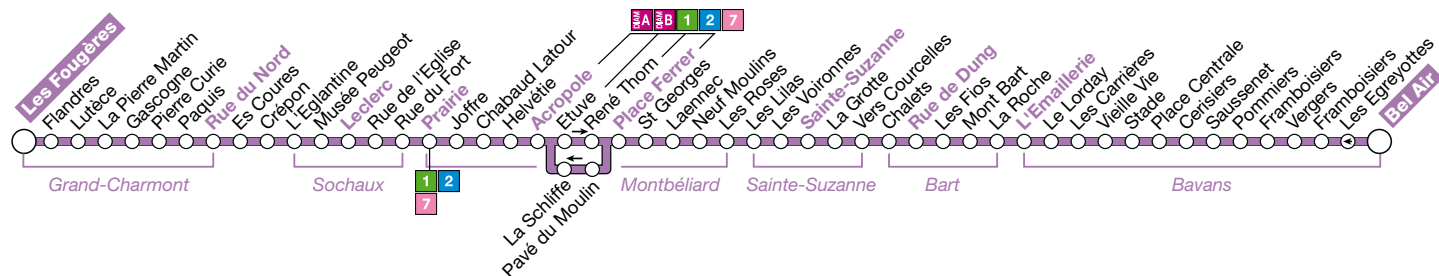 DIAM A DIAM B 1 2 7
Les Fougères
Flandres
Lutèce
La Pierre Martin
Gascogne
Pierre Curie
Paquis
Rue du Nord
Es Coures
Crépon
L'Eglantine
Musée Peugeot
Leclerc
Rue de l'Eglise
Rue du Fort
Prairie
Joffre
Chabaud Latour
Helvétie
Acropole
Etuve
René Thom
Place Ferrer
St Georges
Laennec
Neuf Moulins
Les Roses
Les Lilas
Les Voironnes
Sainte-Suzanne
La Grotte
Vers Courcelles
Chalets
Rue de Dung
Les Fios
Mont Bart
La Roche
L'Emaillerie
Le Lorday
Les Carrières
Vieille Vie
Stade
Place Centrale
Cerisiers
Saussenet
Pommiers
Framboisiers
Vergers
Framboisiers
Les Egreyottes
Bel Air
Grand-Charmont
Sochaux
Montbéliard
Sainte-Suzanne
Bart
Bavans
1 2
7
La Schliffe
Pavé du Moulin